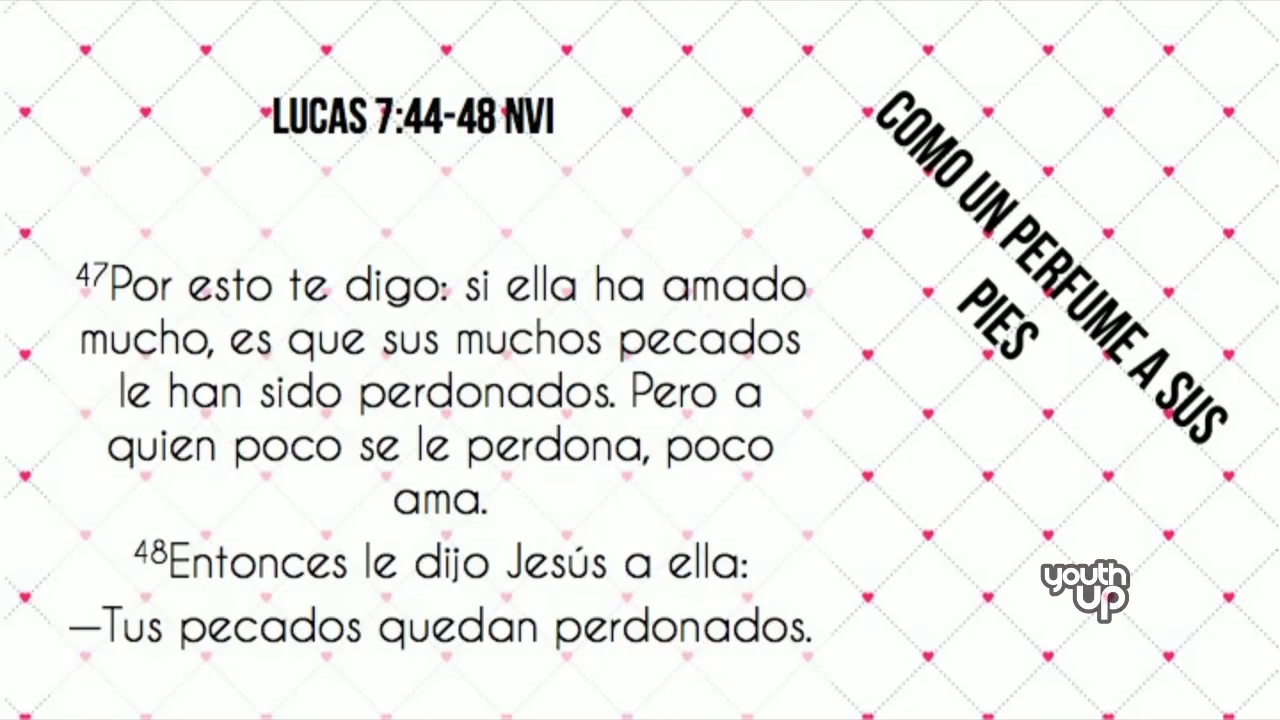 LUCAS 7:44-48 NVI
47Por esto te digo: si ella ha amado
mucho, es que sus muchos pecados
le han sido perdonados. Pero a
quien poco se le perdona, poco
ama.
48Entonces le dijo Jesús a ella:
—Tus pecados quedan perdonados.
COMO UN PERFUME A SUS
PIES
youth
up